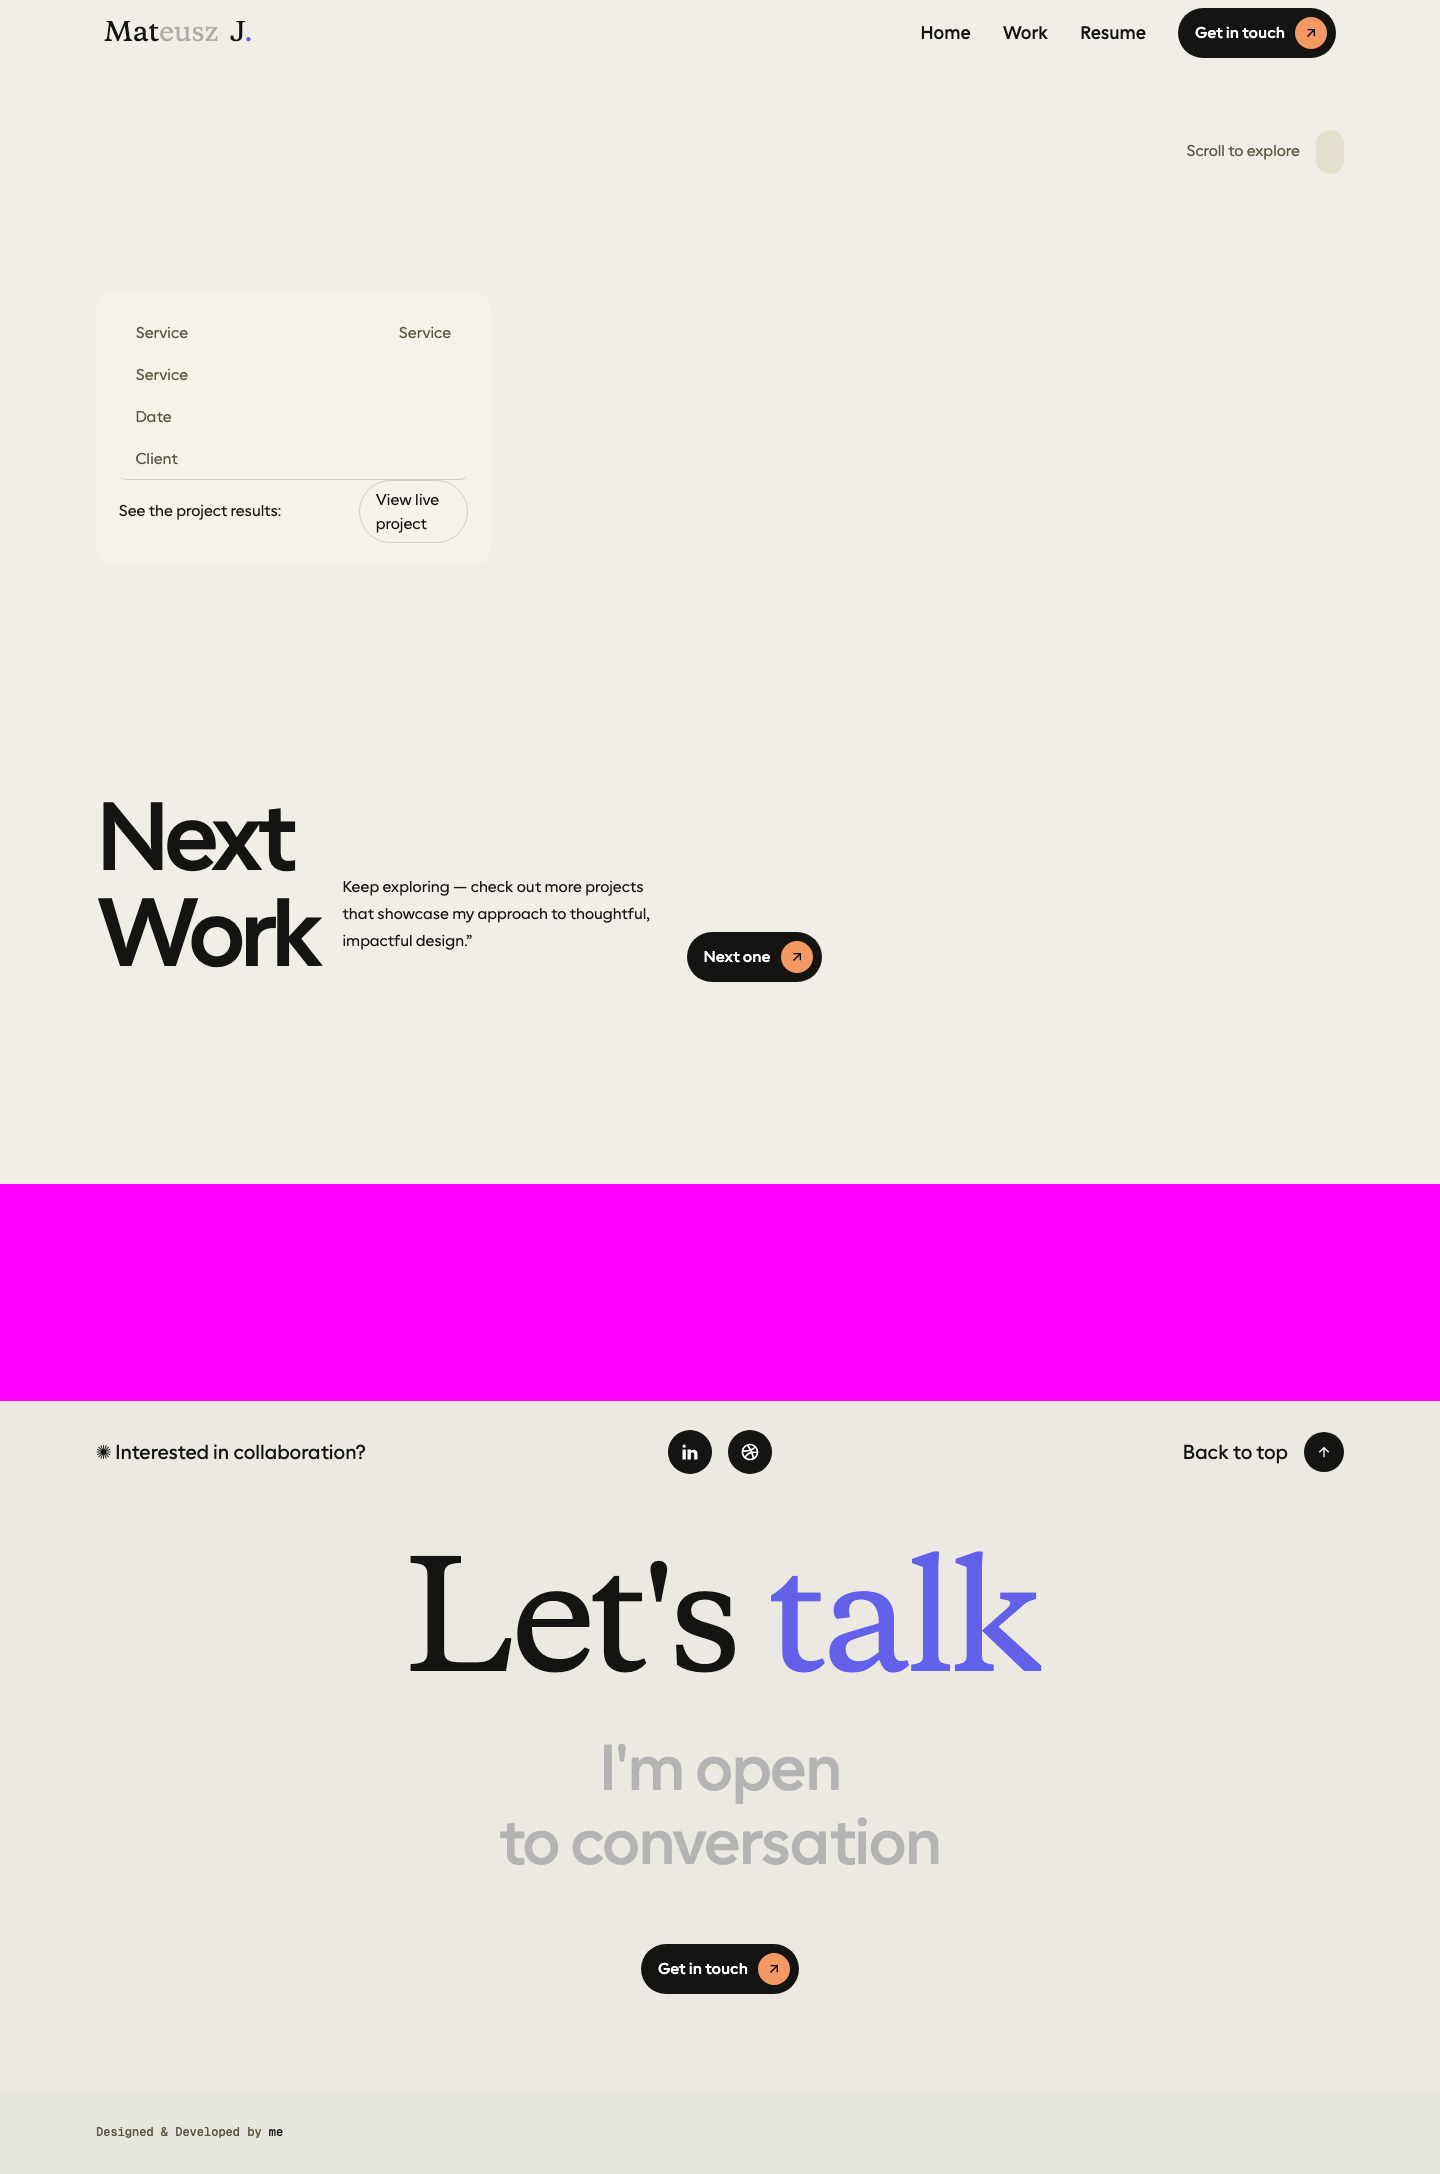 Mateusz J.
Home
Work
Resume
Get in touch
Scroll to explore
Service
Service
Service
Date
Client
See the project results:
View live
project
Next
Work
Keep exploring — check out more projects
that showcase my approach to thoughtful,
impactful design.”
Next one
✺ Interested in collaboration?
in
Back to top
Let's talk
I'm open
to conversation
Get in touch
Designed & Developed by me